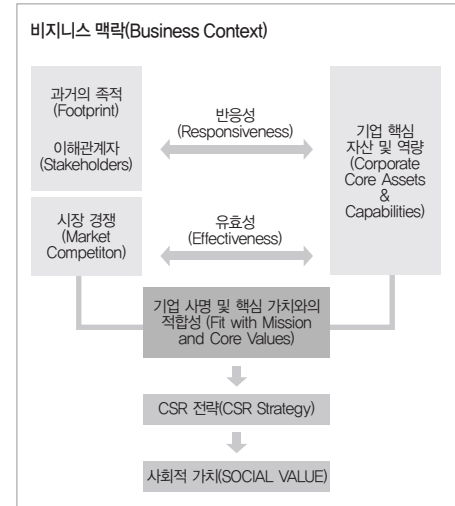 비지니스 맥락(Business Context)
과거의 족적
(Footprint)
이해관계자
(Stakeholders)
반응성
(Responsiveness)
기업 핵심
자산 및 역량
(Corporate
Core Assets
&
Capabilities)
시장 경쟁
(Market
Competiton)
유효성
(Effectiveness)
기업 사명 및 핵심 가치와의
적합성 (Fit with Mission
and Core Values)
CSR 전략(CSR Strategy)
사회적 가치(SOCIAL VALUE)